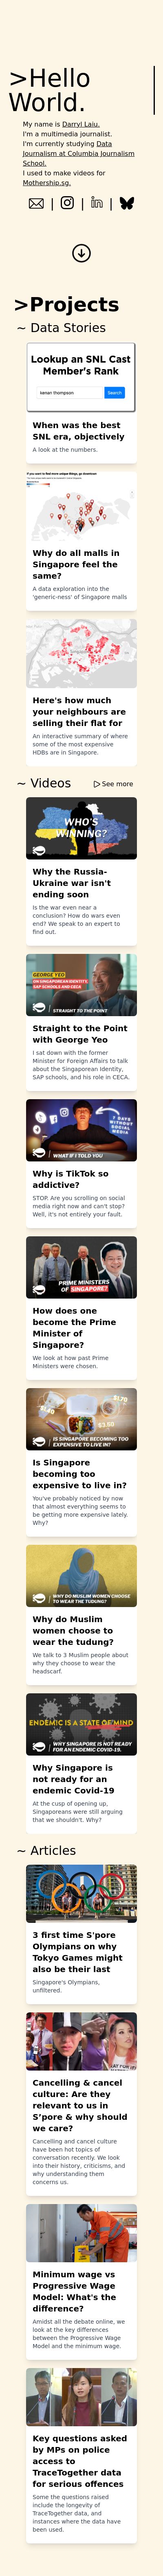 >Hello
World.
My name is Darryl Laiu.
I'm a multimedia journalist.
I'm currently studying Data
Journalism at Columbia Journalism
School.
I used to make videos for
Mothership.sg.
>Projects
~ Data Stories
Lookup an SNL Cast
Member's Rank
kenan thompson
Search
When was the best
SNL era, objectively
A look at the numbers.
Why do all malls in
Singapore feel the
same?
A data exploration into the
'generic-ness' of Singapore malls
Here's how much
your neighbours are
selling their flat for
An interactive summary of where
some of the most expensive
HDBs are in Singapore.
~ Videos
See more
WHO'S
WINNING?
Why the Russia-
Ukraine war isn't
ending soon
Is the war even near a
conclusion? How do wars even
end? We speak to an expert to
find out.
GEORGE YEO
ON SINGAPOREAN IDENTITY,
SAP SCHOOLS AND CECA
STRAIGHT TO THE POINT
Straight to the Point
with George Yeo
I sat down with the former
Minister for Foreign Affairs to talk
about the Singaporean Identity,
SAP schools, and his role in CECA.
7 DAYS
WITHOUT
SOCIAL
MEDIA
WHAT IF I TOLD YOU
Why is TikTok so
addictive?
STOP. Are you scrolling on social
media right now and can't stop?
Well, it's not entirely your fault.
PRIME MINISTERS
OF SINGAPORE
How does one
become the Prime
Minister of
Singapore?
We look at how past Prime
Ministers were chosen.
IS SINGAPORE BECOMING TOO
EXPENSIVE TO LIVE IN?
Is Singapore
becoming too
expensive to live in?
You've probably noticed by now
that almost everything seems to
be getting more expensive lately.
Why?
WHY DO MUSLIM WOMEN CHOOSE
TO WEAR THE TUDUNG?
Why do Muslim
women choose to
wear the tudung?
We talk to 3 Muslim people about
why they choose to wear the
headscarf.
ENDEMIC IS A STATE OF MIND
WHY SINGAPORE IS NOT READY
FOR AN ENDEMIC COVID-19.
Why Singapore is
not ready for an
endemic Covid-19
At the cusp of opening up,
Singaporeans were still arguing
that we shouldn't. Why?
~ Articles
3 first time S'pore
Olympians on why
Tokyo Games might
also be their last
Singapore's Olympians,
unfiltered.
Cancelling & cancel
culture: Are they
relevant to us in
S’pore & why should
we care?
Cancelling and cancel culture
have been hot topics of
conversation recently. We look
into their history, criticisms, and
why understanding them
concerns us.
Minimum wage vs
Progressive Wage
Model: What's the
difference?
Amidst all the debate online, we
look at the key differences
between the Progressive Wage
Model and the minimum wage.
Key questions asked
by MPs on police
access to
TraceTogether data
for serious offences
Some of the questions raised
include the longevity of
TraceTogether data, and
instances where the data have
been used.